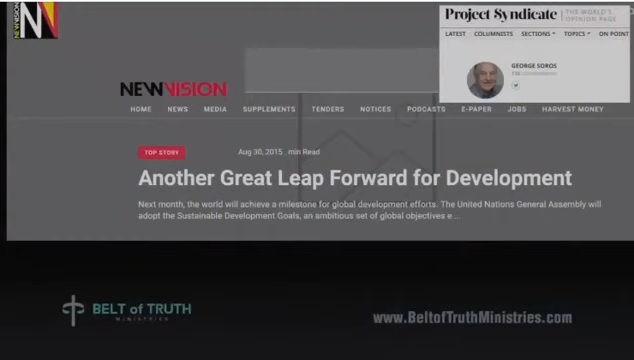 NEW VISION
Project Syndicate
THE WORLD'S
OPINION PAGE
LATEST COLUMNISTS SECTIONS TOPICS ON POINT
GEORGE SOROS
NEW VISION
HOME NEWS MEDIA SUPPLEMENTS TENDERS NOTICES PODCASTS E-PAPER JOBS HARVEST MONEY
TOP STORY
Aug 30, 2015 . min Read
Another Great Leap Forward for Development
Next month, the world will achieve a milestone for global development efforts. The United Nations General Assembly will
adopt the Sustainable Development Goals, an ambitious set of global objectives e...
BELT of TRUTH
MINISTRIES
www.BeltofTruthMinistries.com